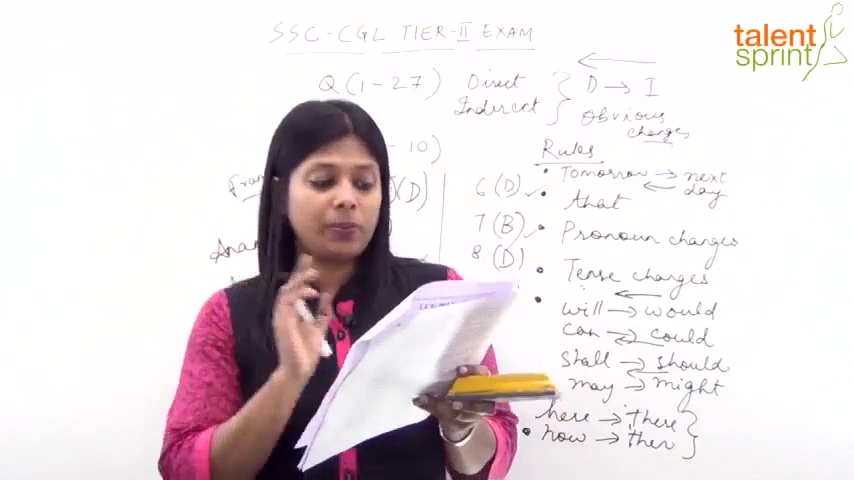 SSC-CGL TIER-II EXAM
talent
sprint
Q (1-27) Direct
Indirect
D → I
Obvious
changes
- 10)
Rules
• Tomorrow → next
day
6 (D)
• that
(D)
7 (B)
• Pronoun changes
8 (D)
• Tense changes
• will → would
can → could
shall → should
may → might
here → there
• now → then